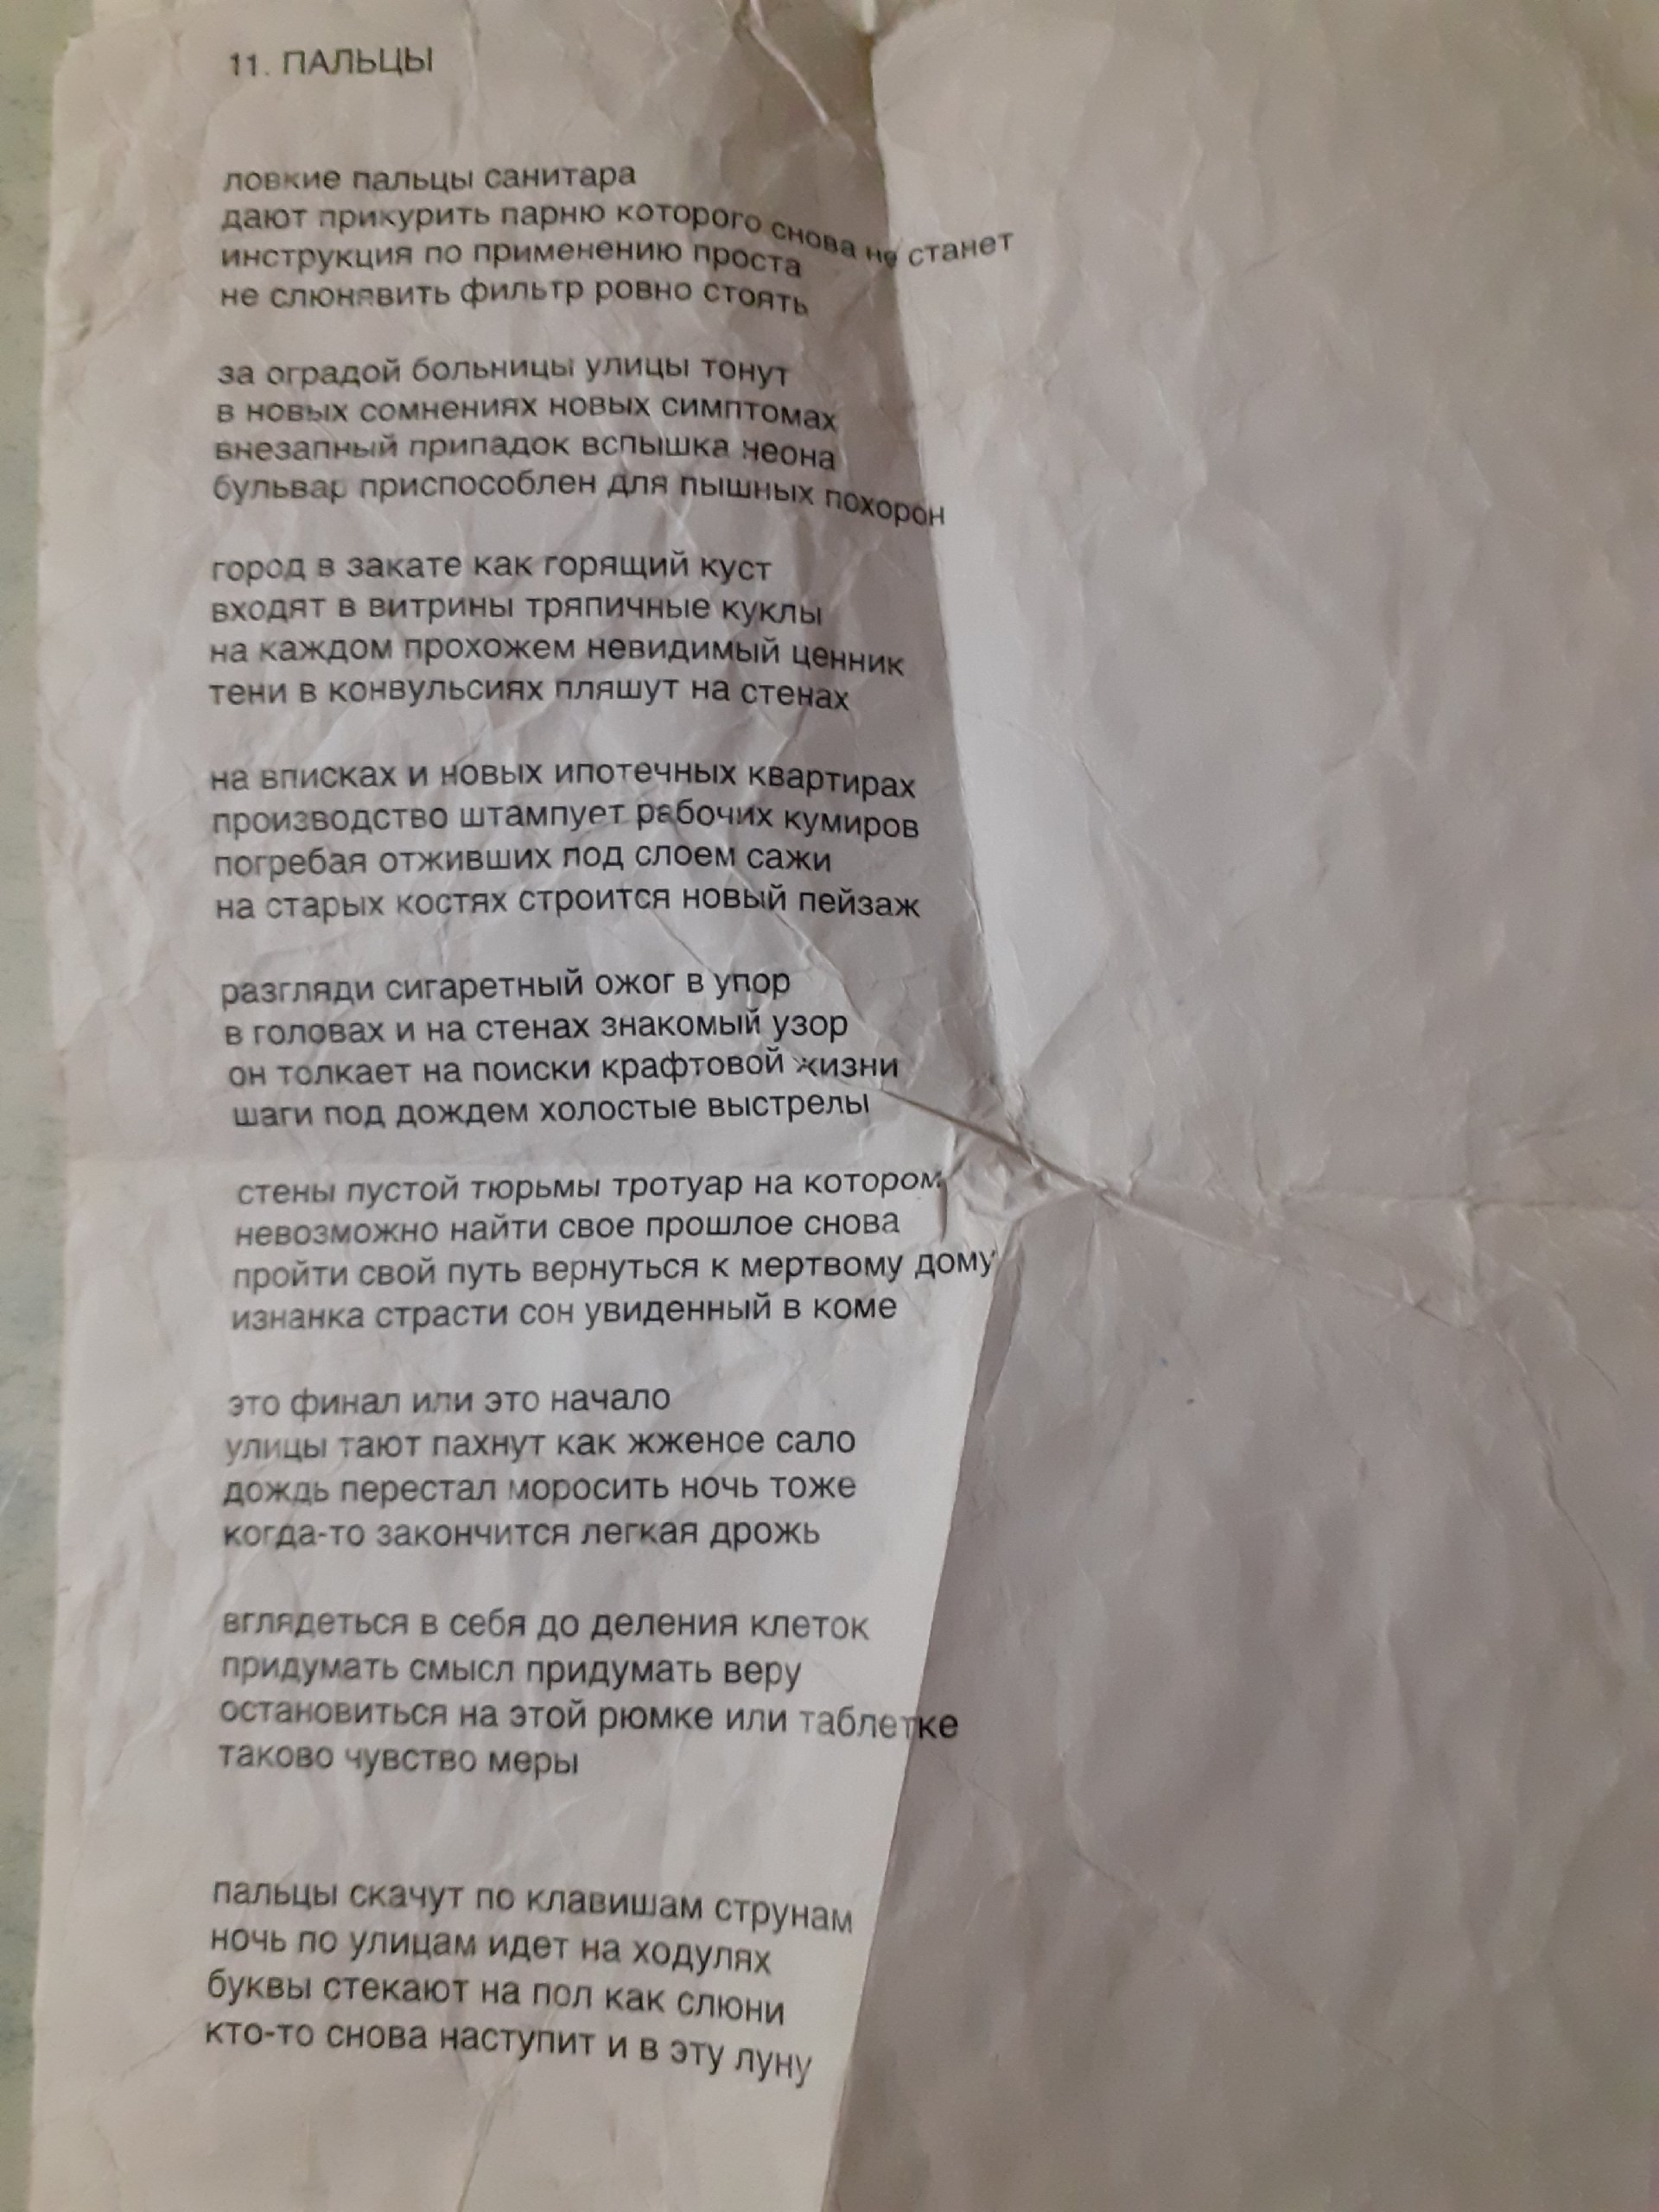 11. ПАЛЬЦЫ
ловкие пальцы санитара
дают прикурить парню которого снова не станет
инструкция по применению проста
не слюнявить фильтр ровно стоять
за оградой больницы улицы тонут
в новых сомнениях новых симптомах
внезапный припадок вспышка неона
бульвар приспособлен для пышных похорон
город в закате как горящий куст
входят в витрины тряпичные куклы
на каждом прохожем невидимый ценник
тени в конвульсиях пляшут на стенах
на вписках и новых ипотечных квартирах
производство штампует рабочих кумиров
погребая отживших под слоем сажи
на старых костях строится новый пейзаж
разгляди сигаретный ожог в упор
в головах и на стенах знакомый узор
он толкает на поиски крафтовой жизни
шаги под дождем холостые выстрелы
стены пустой тюрьмы тротуар на котором
невозможно найти свое прошлое снова
пройти свой путь вернуться к мертвому дому
изнанка страсти сон увиденный в коме
это финал или это начало
улицы тают пахнут как жженое сало
дождь перестал моросить ночь тоже
когда-то закончится легкая дрожь
вглядеться в себя до деления клеток
придумать смысл придумать веру
остановиться на этой рюмке или таблетке
таково чувство меры
пальцы скачут по клавишам струнам
ночь по улицам идет на ходулях
буквы стекают на пол как слюни
кто-то снова наступит и в эту луну